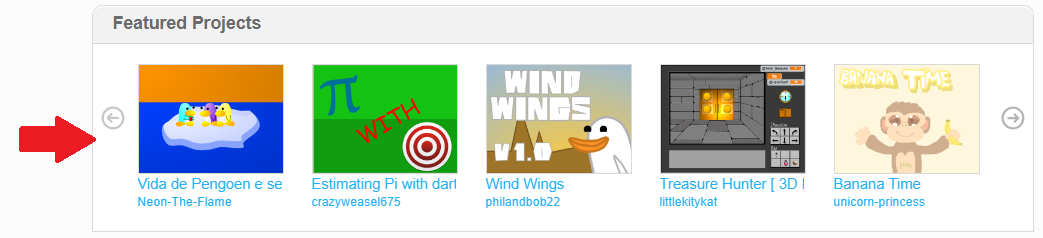 Featured Projects
π
WITH
WIND
WINGS
V1.0
BANANA TIME
Vida de Pengoen e se
Neon-The-Flame
Estimating Pi with dart
crazyweasel675
Wind Wings
philandbob22
Treasure Hunter [ 3D
littlekitykat
Banana Time
unicorn-princess